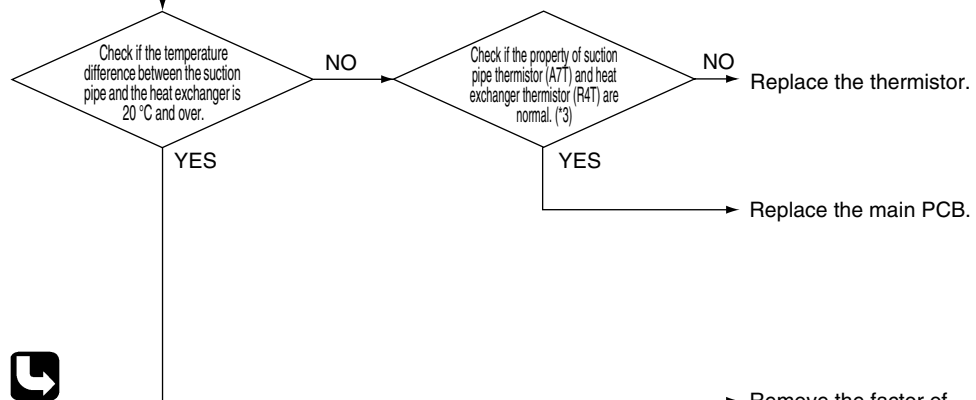 Check if the temperature
difference between the suction
pipe and the heat exchanger is
20 °C and over.
NO
Check if the property of suction
pipe thermistor (A7T) and heat
exchanger thermistor (R4T) are
normal. (*3)
NO
Replace the thermistor.
YES
YES
Replace the main PCB.
Remove the factor of